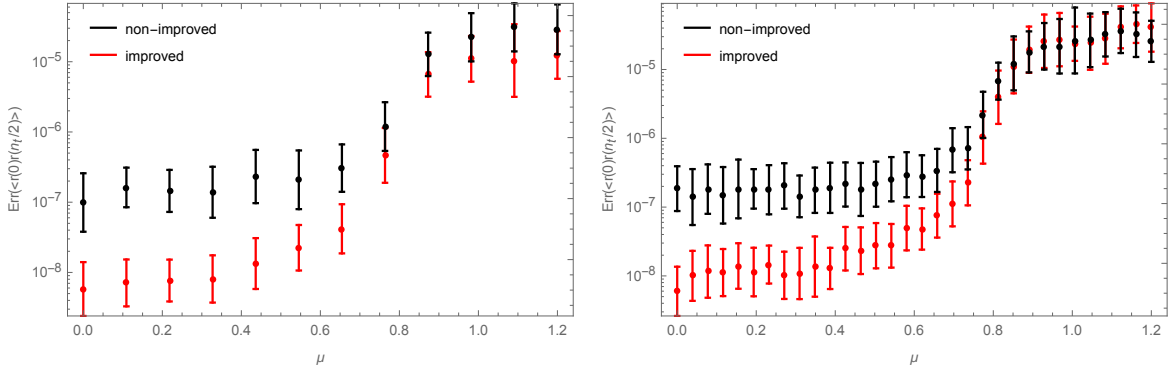 non-improved
improved
Err(<r(0)r(n_t/2)>)
10^-5
10^-6
10^-7
10^-8
0.0 0.2 0.4 0.6 0.8 1.0 1.2
μ
non-improved
improved
Err(<r(0)r(n_t/2)>)
10^-5
10^-6
10^-7
10^-8
0.0 0.2 0.4 0.6 0.8 1.0 1.2
μ